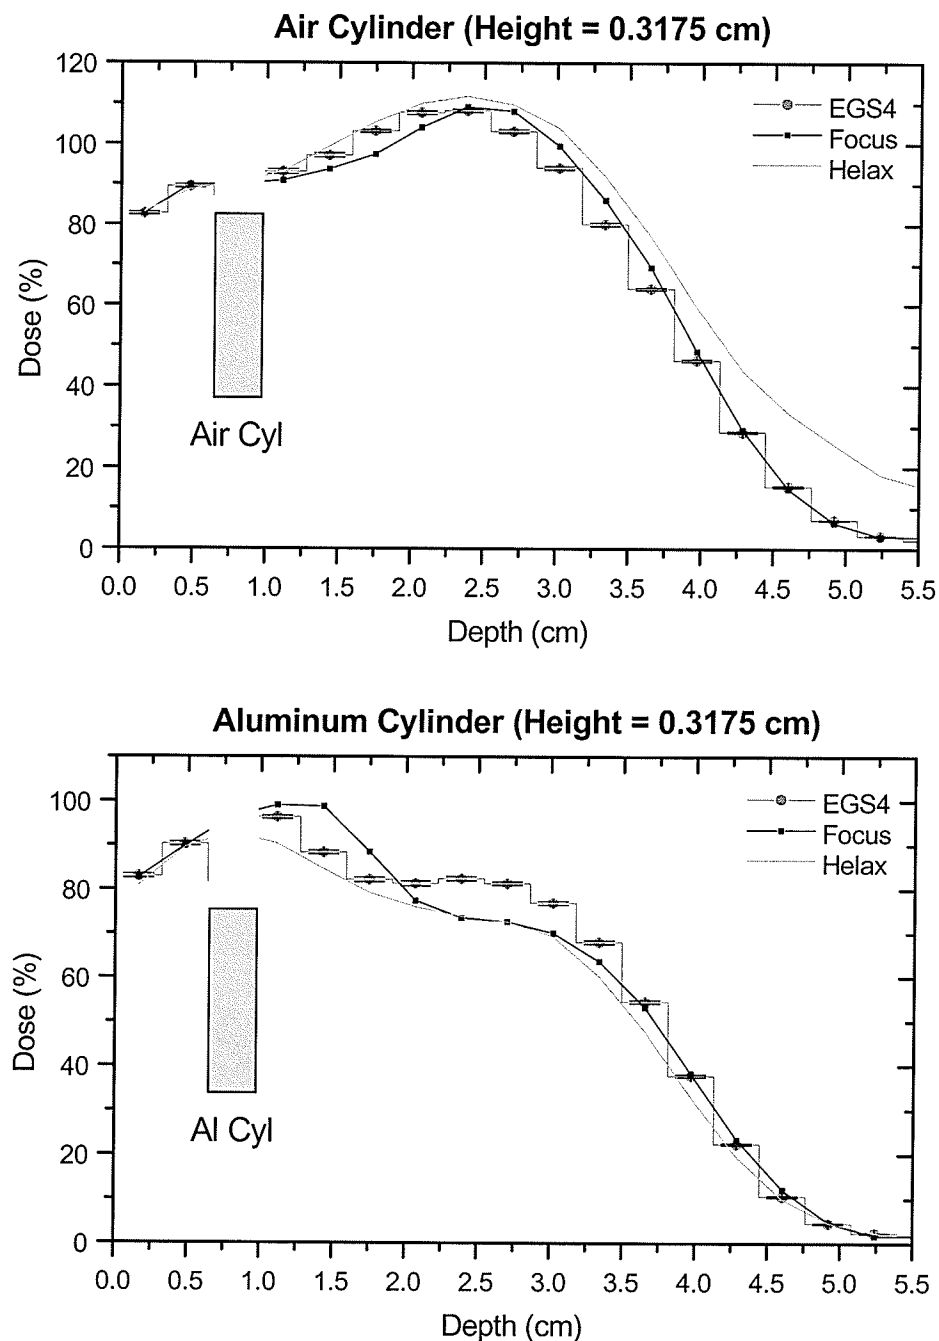 Air Cylinder (Height = 0.3175 cm)
120
100
80
60
40
20
0
Dose (%)
EGS4
Focus
Helax
Air Cyl
0.0 0.5 1.0 1.5 2.0 2.5 3.0 3.5 4.0 4.5 5.0 5.5
Depth (cm)
Aluminum Cylinder (Height = 0.3175 cm)
100
80
60
40
20
0
Dose (%)
EGS4
Focus
Helax
Al Cyl
0.0 0.5 1.0 1.5 2.0 2.5 3.0 3.5 4.0 4.5 5.0 5.5
Depth (cm)